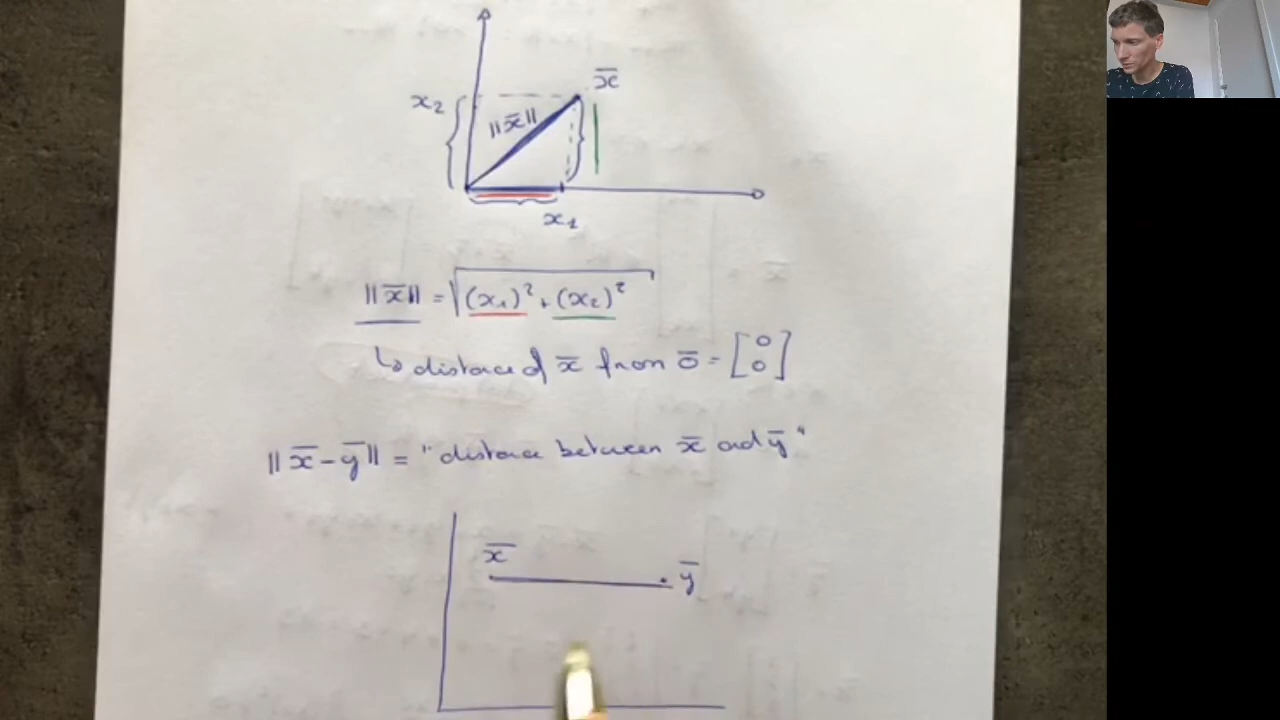 x̄
x₂
||x̄||
x₁
||x̄|| = √(x₁)² + (x₂)²
↳ distance of x̄ from 0̄ = [0 0]
||x̄ - ȳ|| = "distance between x̄ and ȳ"
x̄
ȳ